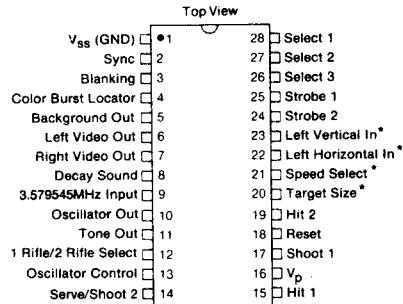 Top View
V_SS (GND) 1 28 Select 1
Sync 2 27 Select 2
Blanking 3 26 Select 3
Color Burst Locator 4 25 Strobe 1
Background Out 5 24 Strobe 2
Left Video Out 6 23 Left Vertical In*
Right Video Out 7 22 Left Horizontal In*
Decay Sound 8 21 Speed Select*
3.579545MHz Input 9 20 Target Size*
Oscillator Out 10 19 Hit 2
Tone Out 11 18 Reset
1 Rifle/2 Rifle Select 12 17 Shoot 1
Oscillator Control 13 16 V_p
Serve/Shoot 2 14 15 Hit 1